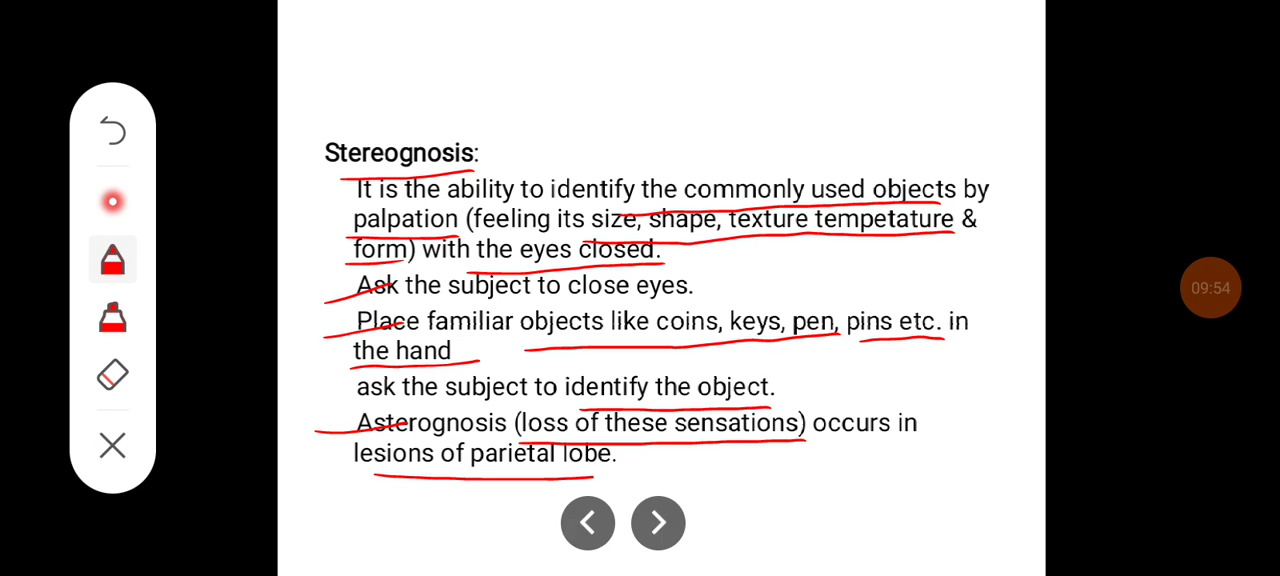 Stereognosis:
It is the ability to identify the commonly used objects by
palpation (feeling its size, shape, texture tempetature &
form) with the eyes closed.
Ask the subject to close eyes.
Place familiar objects like coins, keys, pen, pins etc. in
the hand
ask the subject to identify the object.
Asterognosis (loss of these sensations) occurs in
lesions of parietal lobe.
09:54